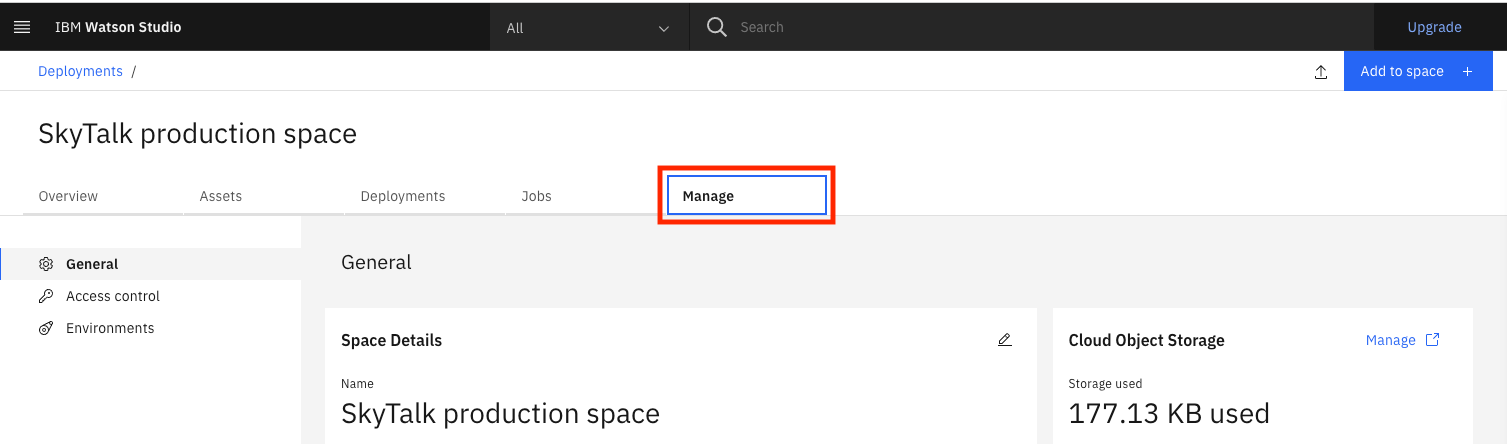 IBM Watson Studio
All
Search
Upgrade
Deployments /
Add to space +
SkyTalk production space
Overview
Assets
Deployments
Jobs
Manage
General
Access control
Environments
General
Space Details
Name
SkyTalk production space
Cloud Object Storage
Manage
Storage used
177.13 KB used